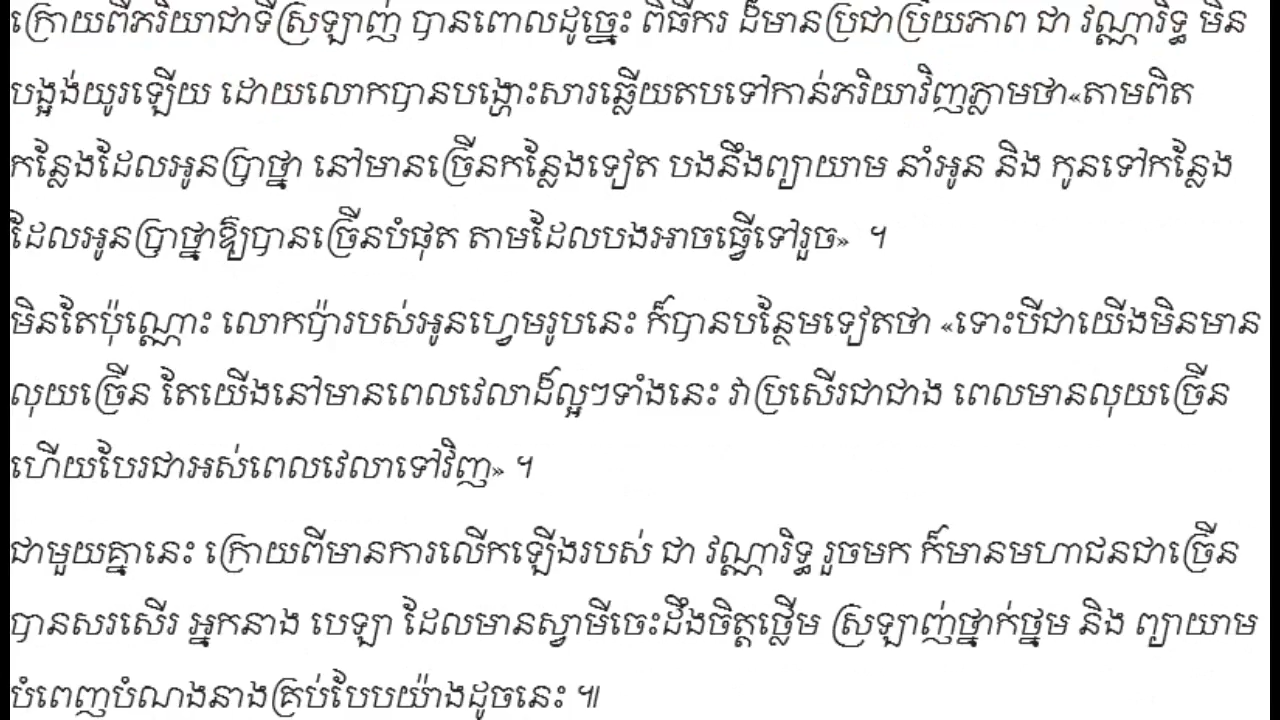 ក្រោយពីភរិយាជាទីស្រឡាញ់ បានពោលដូច្នេះ ពិធីករ ដ៏មានប្រជាប្រិយភាព ជា វណ្ណារិទ្ធ មិន
បង្អង់យូរឡើយ ដោយលោកបានបង្ហោះសារឆ្លើយតបទៅកាន់ភរិយាវិញភ្លាមថា«តាមពិត
កន្លែងដែលអូនប្រាថ្នា នៅមានច្រើនកន្លែងទៀត បងនឹងព្យាយាម នាំអូន និង កូនទៅកន្លែង
ដែលអូនប្រាថ្នាឱ្យបានច្រើនបំផុត តាមដែលបងអាចធ្វើទៅរួច» ។
មិនតែប៉ុណ្ណោះ លោកប៉ារបស់អូនហ្វេមរូបនេះ ក៏បានបន្ថែមទៀតថា «ទោះបីជាយើងមិនមាន
លុយច្រើន តែយើងនៅមានពេលវេលាដ៏ល្អៗទាំងនេះ វាប្រសើរជាជាង ពេលមានលុយច្រើន
ហើយបែរជាអស់ពេលវេលាទៅវិញ» ។
ជាមួយគ្នានេះ ក្រោយពីមានការលើកឡើងរបស់ ជា វណ្ណារិទ្ធ រួចមក ក៏មានមហាជនជាច្រើន
បានសរសើរ អ្នកនាង បេឡា ដែលមានស្វាមីចេះដឹងចិត្តថ្លើម ស្រឡាញ់ថ្នាក់ថ្នម និង ព្យាយាម
បំពេញបំណងនាងគ្រប់បែបយ៉ាងដូចនេះ ៕